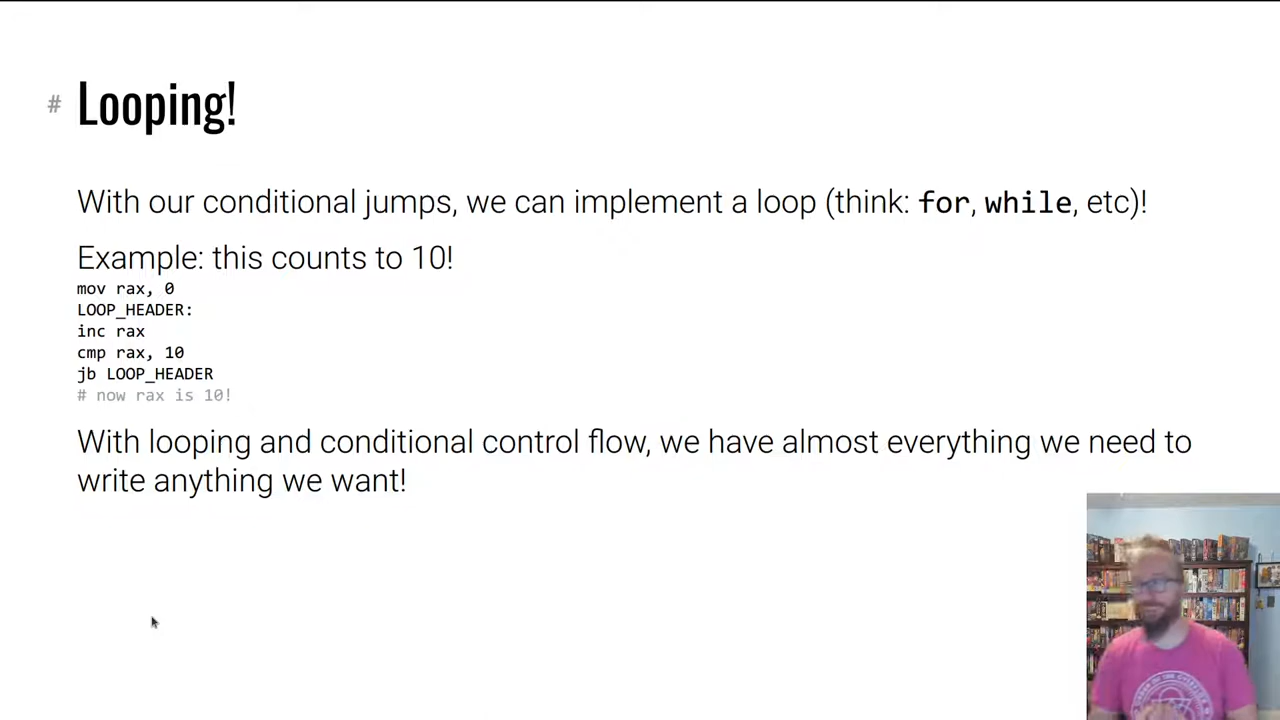 # Looping!
With our conditional jumps, we can implement a loop (think: for, while, etc)!
Example: this counts to 10!
mov rax, 0
LOOP_HEADER:
inc rax
cmp rax, 10
jb LOOP_HEADER
# now rax is 10!
With looping and conditional control flow, we have almost everything we need to
write anything we want!